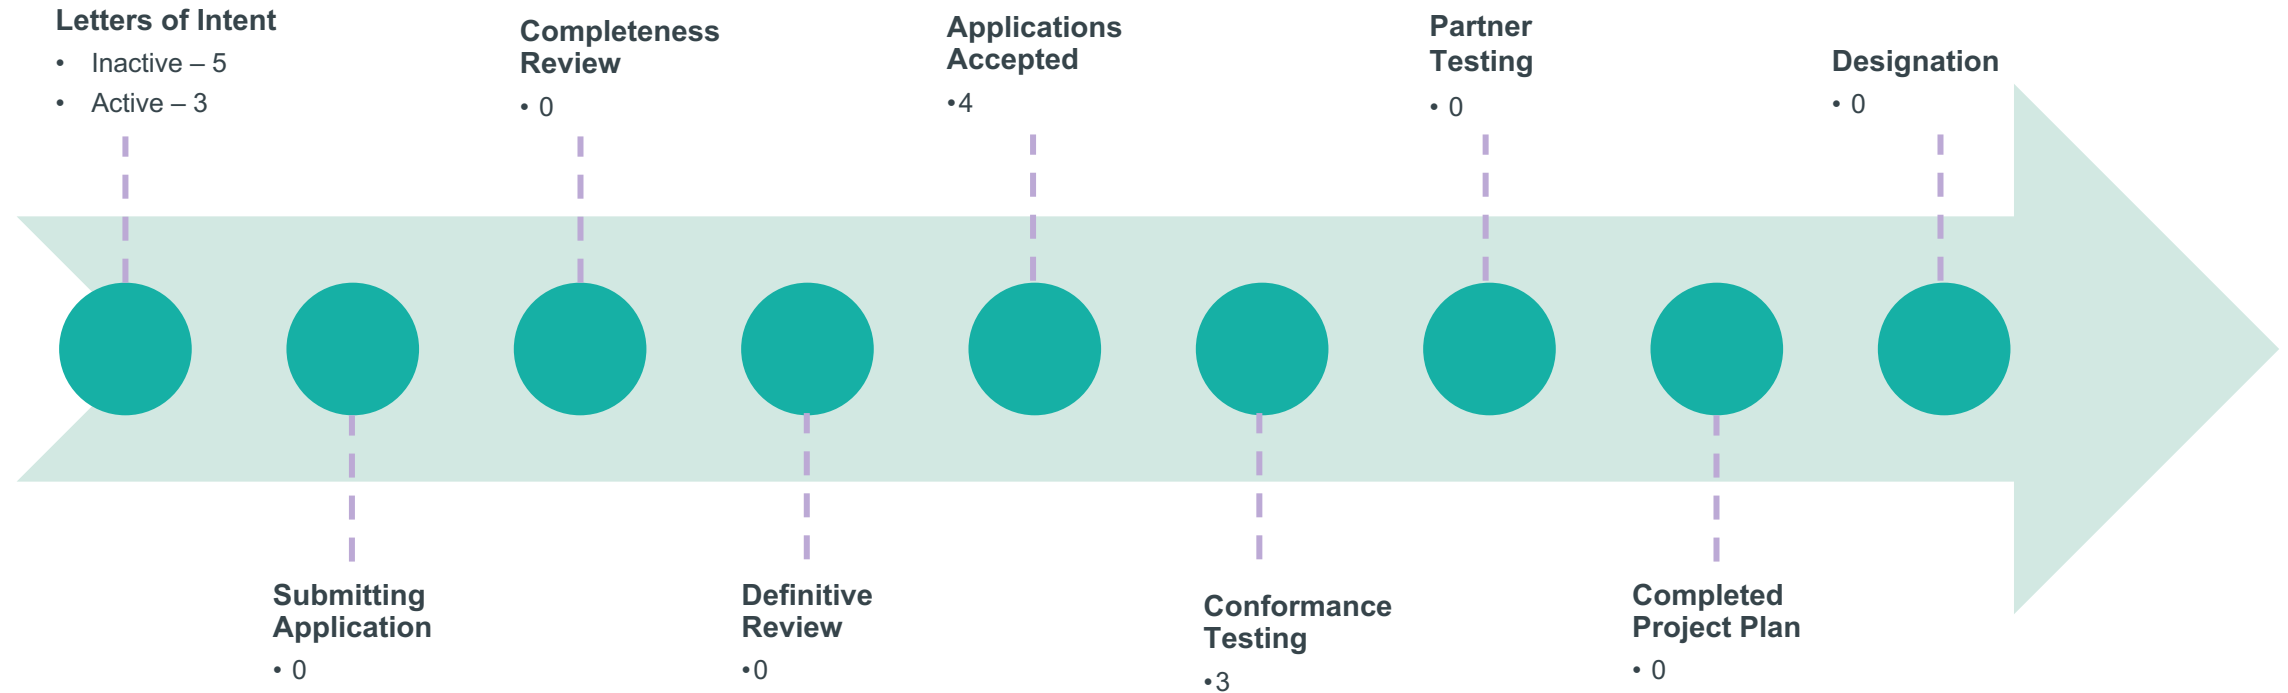 Letters of Intent
• Inactive – 5
• Active – 3
Submitting
Application
• 0
Completeness
Review
• 0
Definitive
Review
•0
Applications
Accepted
•4
Conformance
Testing
•3
Partner
Testing
• 0
Completed
Project Plan
• 0
Designation
• 0